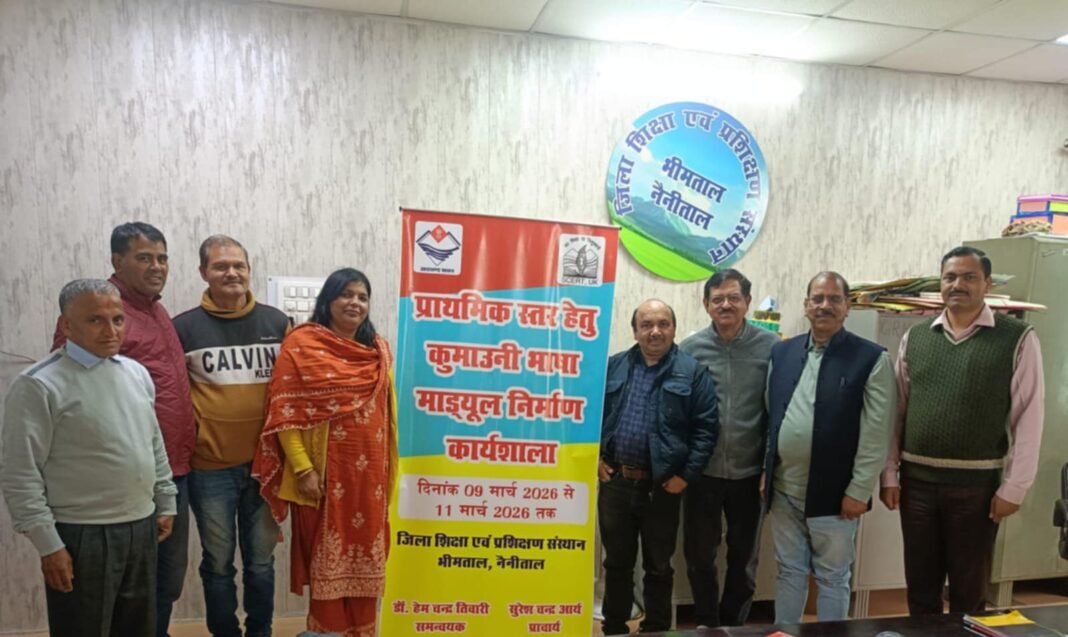 जिला शिक्षा एवं प्रशिक्षण संस्थान
भीमताल
नैनीताल
SCERT, UK
प्राथमिक स्तर हेतु
कुमाउनी भाषा
माड्यूल निर्माण
कार्यशाला
दिनांक 09 मार्च 2026 से
11 मार्च 2026 तक
जिला शिक्षा एवं प्रशिक्षण संस्थान
भीमताल, नैनीताल
डॉ. हेम चन्द्र तिवारी
समन्वयक
सुरेश चन्द्र आर्य
प्राचार्य
CALVIN
KLE